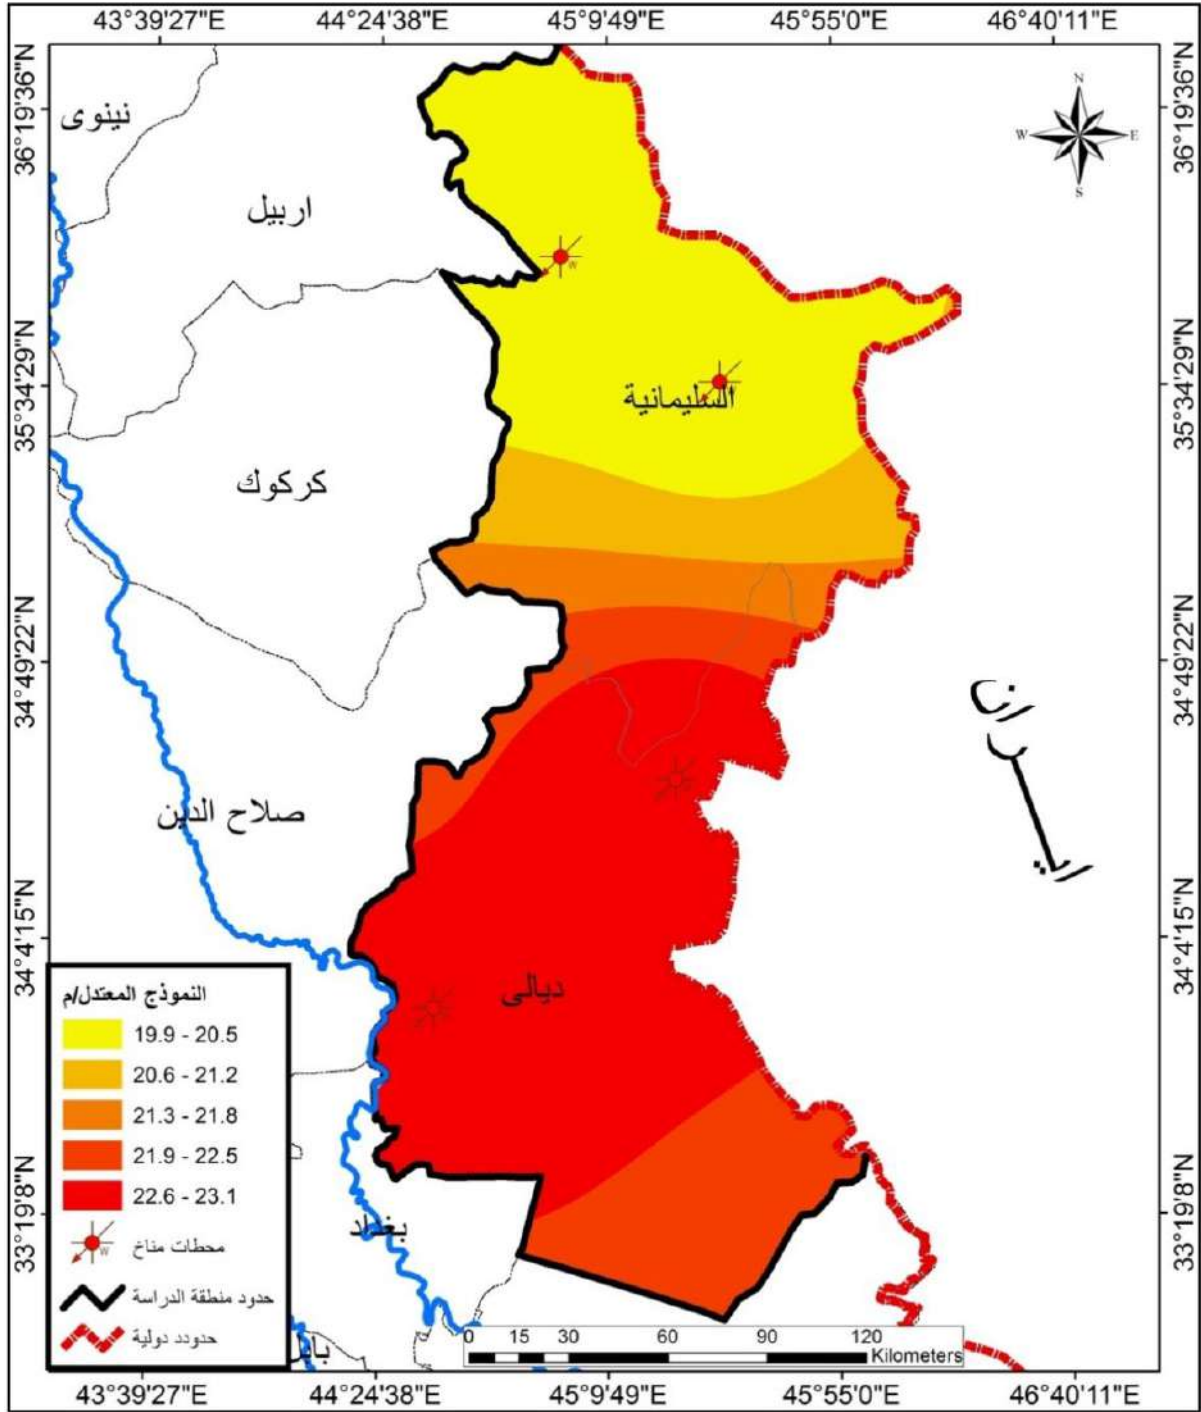 43°39'27"E 44°24'38"E 45°9'49"E 45°55'0"E 46°40'11"E
36°19'36"N
36°19'36"N
N
W
E
S
نينوى
اربيل
W
35°34'29"N
35°34'29"N
السليمانية
كركوك
34°49'22"N
34°49'22"N
ايران
صلاح الدين
34°4'15"N
34°4'15"N
ديالى
النموذج المعتدل/م
19.9 - 20.5
20.6 - 21.2
21.3 - 21.8
21.9 - 22.5
22.6 - 23.1
محطات مناخ
W
حدود منطقة الدراسة
حدودد دولية
33°19'8"N
33°19'8"N
بغداد
0 15 30 60 90 120
Kilometers
43°39'27"E 44°24'38"E 45°9'49"E 45°55'0"E 46°40'11"E